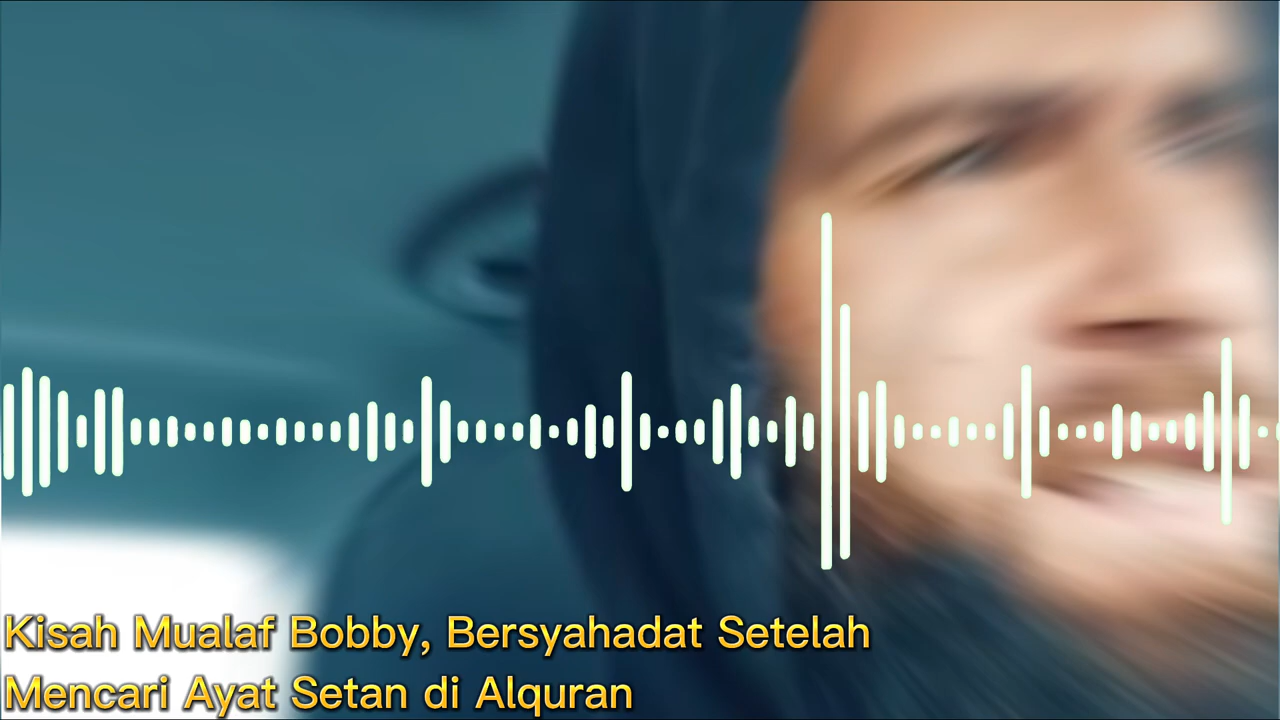 Kisah Mualaf Bobby, Bersyahadat Setelah
Mencari Ayat Setan di Alquran